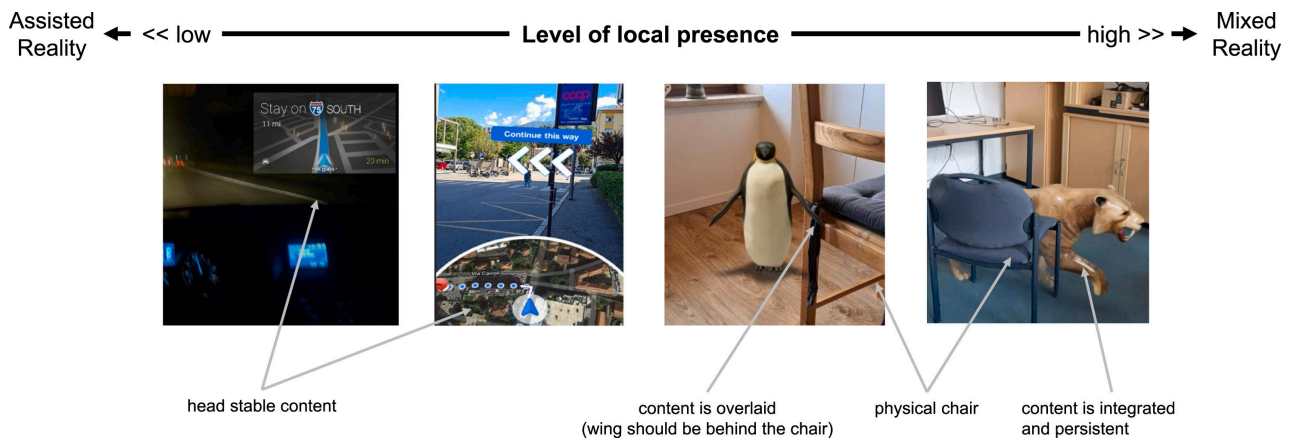 Assisted
Reality
<< low
Level of local presence
high >>
Mixed
Reality
Stay on 75 SOUTH
11 mi
20 min
coop
Continue this way
Via Cavour
head stable content
content is overlaid
(wing should be behind the chair)
physical chair
content is integrated
and persistent